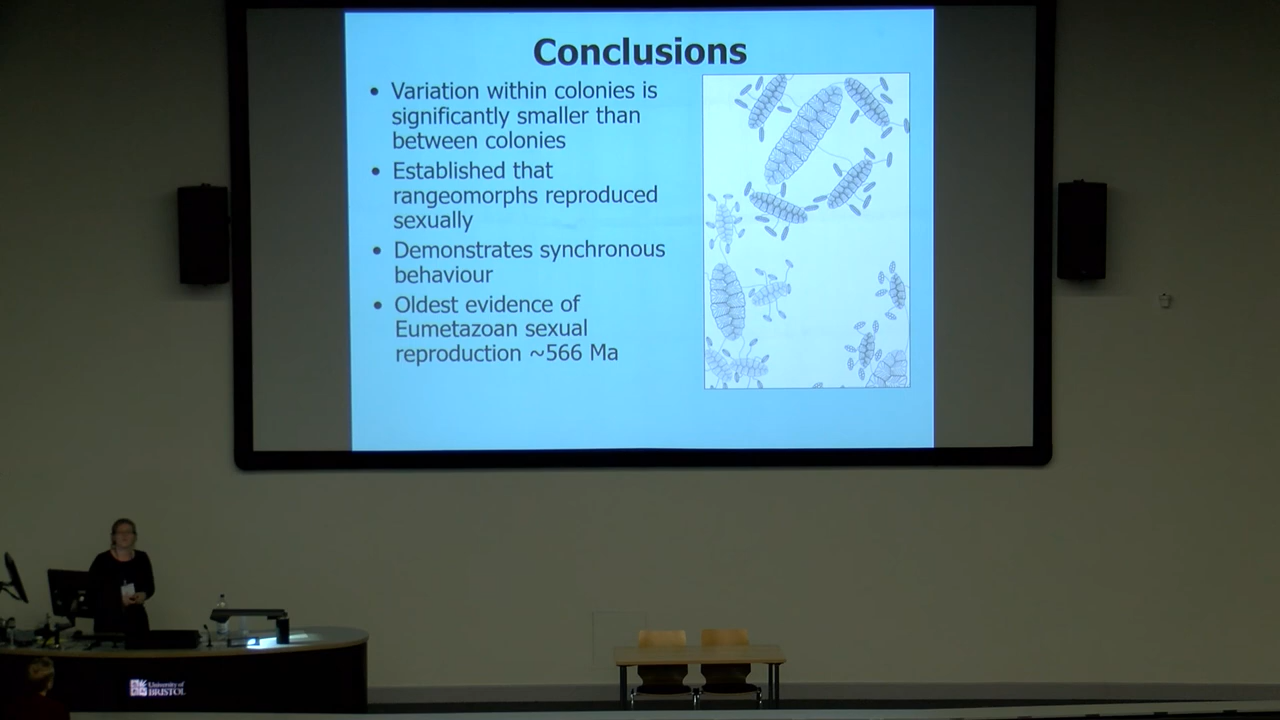 Conclusions
• Variation within colonies is
significantly smaller than
between colonies
• Established that
rangeomorphs reproduced
sexually
• Demonstrates synchronous
behaviour
• Oldest evidence of
Eumetazoan sexual
reproduction ~566 Ma
University of
BRISTOL